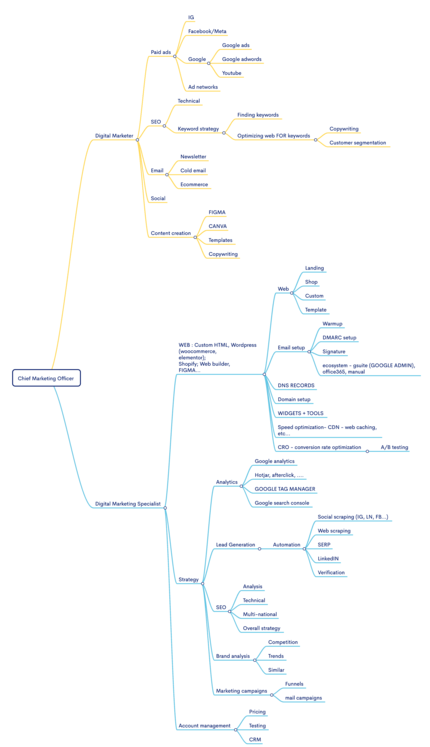 IG
Facebook/Meta
Paid ads
Google ads
Google
Google adwords
Youtube
Ad networks
Technical
SEO
Finding keywords
Keyword strategy
Copywriting
Optimizing web FOR keywords
Customer segmentation
Digital Marketer
Newsletter
Email
Cold email
Ecommerce
Social
FIGMA
CANVA
Content creation
Templates
Copywriting
Chief Marketing Officer
Landing
Web
Shop
Custom
Template
WEB : Custom HTML, Wordpress
(woocommerce,
elementor);
Shopify; Web builder,
FIGMA...
Warmup
DMARC setup
Email setup
Signature
ecosystem - gsuite (GOOGLE ADMIN),
office365, manual
DNS RECORDS
Domain setup
WIDGETS + TOOLS
Speed optimization- CDN - web caching,
etc...
CRO - conversion rate optimization
A/B testing
Digital Marketing Specialist
Google analytics
Analytics
Hotjar, afterclick, ....
GOOGLE TAG MANAGER
Google search console
Social scraping (IG, LN, FB...)
Web scraping
Lead Generation
Automation
SERP
LinkedIN
Verification
Strategy
Analysis
Technical
SEO
Multi-national
Overall strategy
Competition
Brand analysis
Trends
Similar
Marketing campaigns
Funnels
mail campaigns
Pricing
Account management
Testing
CRM